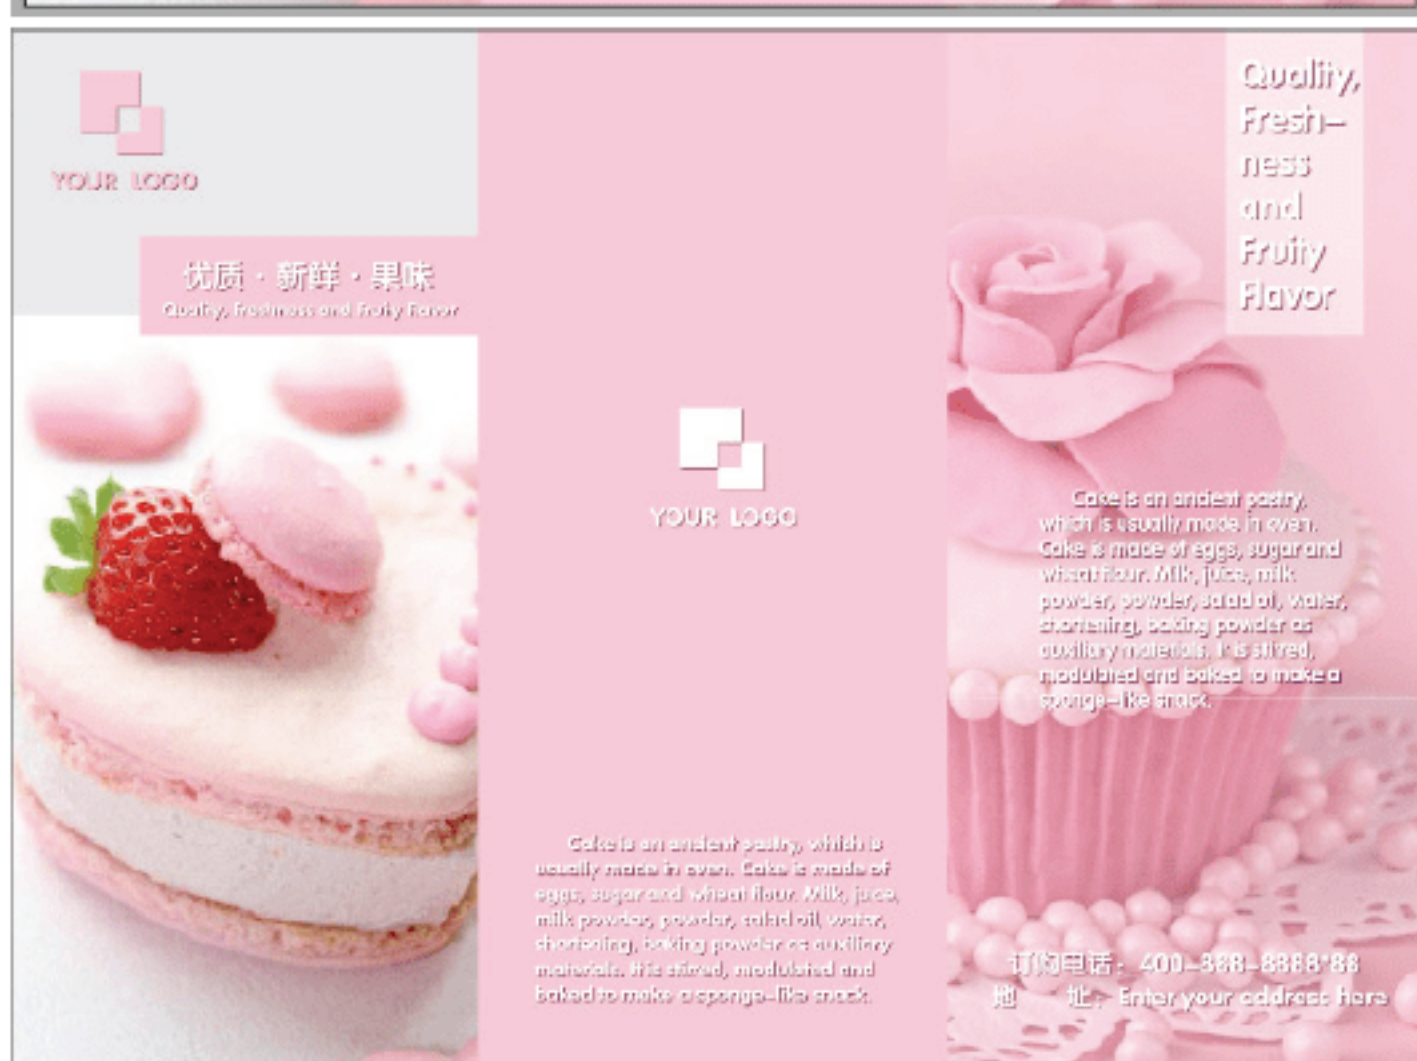 YOUR LOGO
优质·新鲜·果味
Quality, Freshness and Fruity Flavor
YOUR LOGO
Cake is an ancient pastry, which is
usually made in oven. Cake is made of
eggs, sugar and wheat flour. Milk, juice,
milk powder, powder, salad oil, water,
shortening, baking powder as auxiliary
materials. It is stirred, modulated and
baked to make a sponge-like snack.
Quality,
Fresh-
ness
and
Fruity
Flavor
Cake is an ancient pastry,
which is usually made in oven.
Cake is made of eggs, sugar and
wheat flour. Milk, juice, milk
powder, powder, salad oil, water,
shortening, baking powder as
auxiliary materials. It is stirred,
modulated and baked to make a
sponge-like snack.
订购电话：400-888-8888*88
地 址：Enter your address here